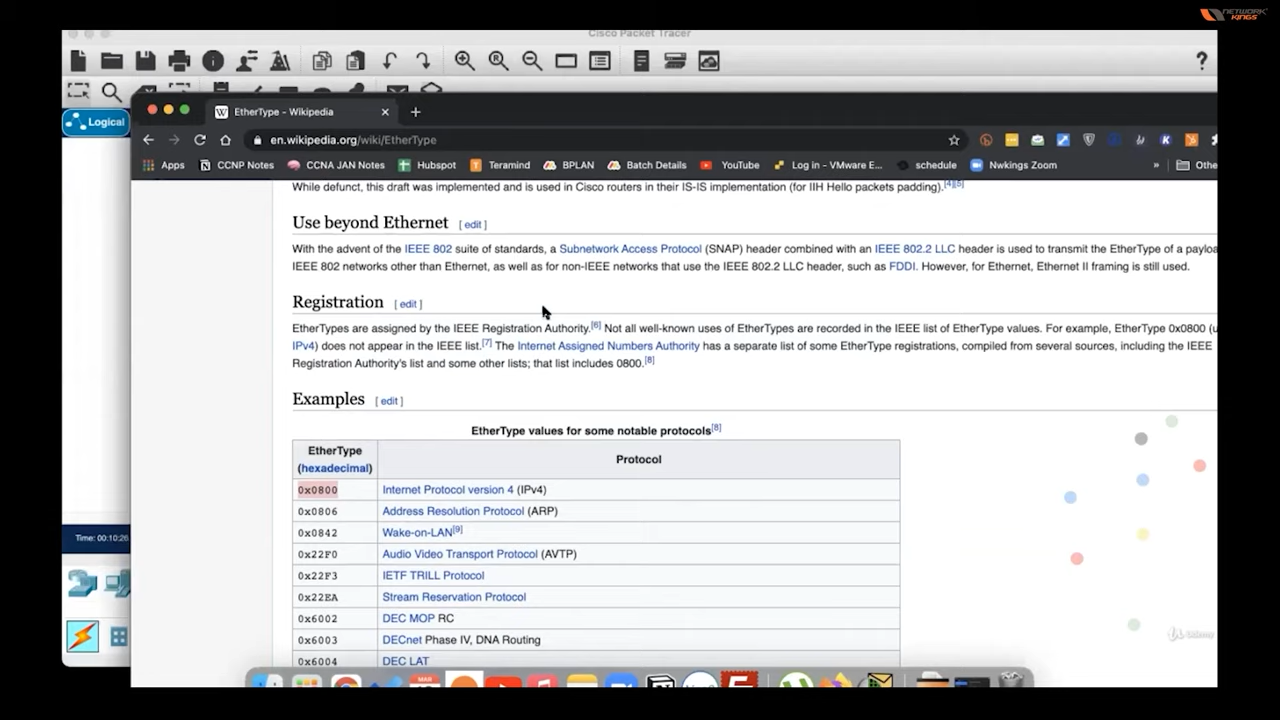 NETWORK
KINGS
Cisco Packet Tracer
?
Logical
W EtherType - Wikipedia
en.wikipedia.org/wiki/EtherType
Apps CCNP Notes CCNA JAN Notes Hubspot Teramind BPLAN Batch Details YouTube Log in - VMware E... schedule Nwkings Zoom » Othe
While defunct, this draft was implemented and is used in Cisco routers in their IS-IS implementation (for IIH Hello packets padding).[4][5]
Use beyond Ethernet [ edit ]
With the advent of the IEEE 802 suite of standards, a Subnetwork Access Protocol (SNAP) header combined with an IEEE 802.2 LLC header is used to transmit the EtherType of a payloa
IEEE 802 networks other than Ethernet, as well as for non-IEEE networks that use the IEEE 802.2 LLC header, such as FDDI. However, for Ethernet, Ethernet II framing is still used.
Registration [ edit ]
EtherTypes are assigned by the IEEE Registration Authority.[6] Not all well-known uses of EtherTypes are recorded in the IEEE list of EtherType values. For example, EtherType 0x0800 (u
IPv4) does not appear in the IEEE list.[7] The Internet Assigned Numbers Authority has a separate list of some EtherType registrations, compiled from several sources, including the IEEE
Registration Authority's list and some other lists; that list includes 0800.[8]
Examples [ edit ]
EtherType values for some notable protocols[8]
EtherType
(hexadecimal) Protocol
0x0800 Internet Protocol version 4 (IPv4)
0x0806 Address Resolution Protocol (ARP)
0x0842 Wake-on-LAN[9]
0x22F0 Audio Video Transport Protocol (AVTP)
0x22F3 IETF TRILL Protocol
0x22EA Stream Reservation Protocol
0x6002 DEC MOP RC
0x6003 DECnet Phase IV, DNA Routing
0x6004 DEC LAT
Time: 00:10:26
Udemy
MAR